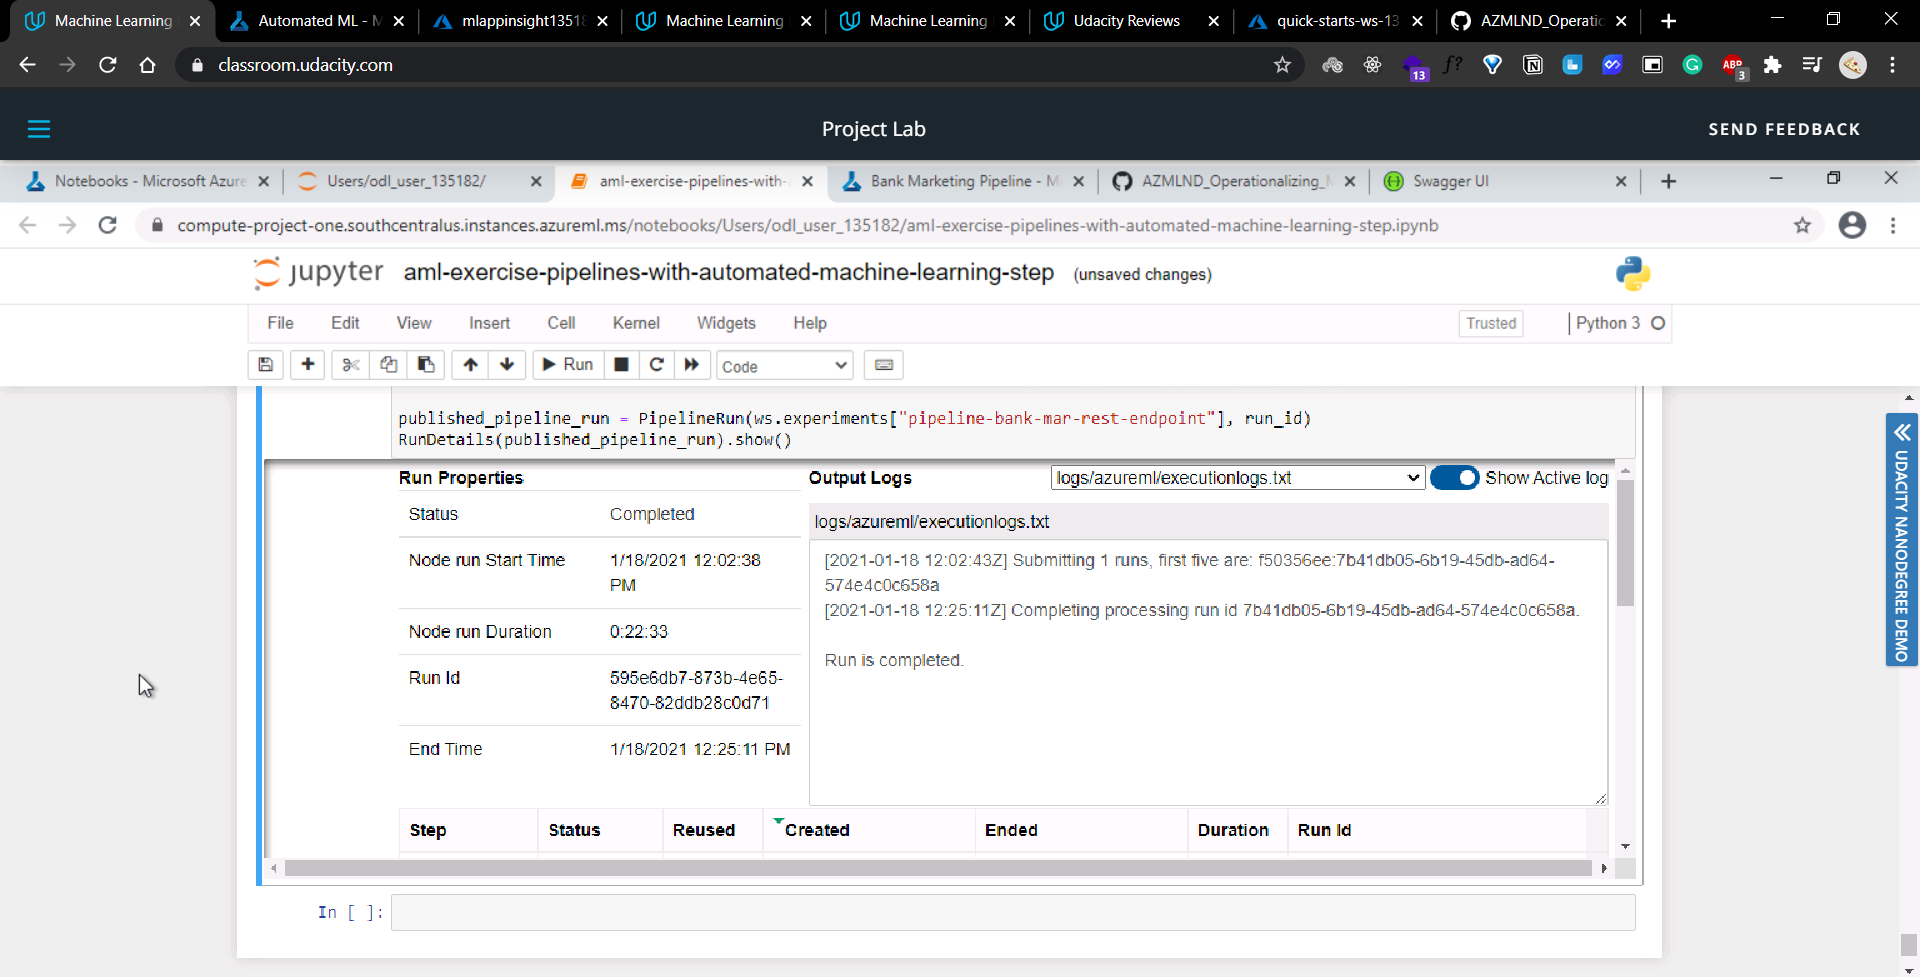 Machine Learning
Automated ML - M
mlappinsight1351
Machine Learning
Machine Learning
Udacity Reviews
quick-starts-ws-13
AZMLND_Operatio
classroom.udacity.com
13
f?
ABP
3
Project Lab
SEND FEEDBACK
Notebooks - Microsoft Azure
Users/odl_user_135182/
aml-exercise-pipelines-with-
Bank Marketing Pipeline - M
AZMLND_Operationalizing_M
Swagger UI
compute-project-one.southcentralus.instances.azureml.ms/notebooks/Users/odl_user_135182/aml-exercise-pipelines-with-automated-machine-learning-step.ipynb
jupyter aml-exercise-pipelines-with-automated-machine-learning-step (unsaved changes)
File Edit View Insert Cell Kernel Widgets Help Trusted Python 3
Run Code
published_pipeline_run = PipelineRun(ws.experiments["pipeline-bank-mar-rest-endpoint"], run_id)
RunDetails(published_pipeline_run).show()
Run Properties
Status Completed
Node run Start Time 1/18/2021 12:02:38
PM
Node run Duration 0:22:33
Run Id 595e6db7-873b-4e65-
8470-82ddb28c0d71
End Time 1/18/2021 12:25:11 PM
Output Logs logs/azureml/executionlogs.txt Show Active log
logs/azureml/executionlogs.txt
[2021-01-18 12:02:43Z] Submitting 1 runs, first five are: f50356ee:7b41db05-6b19-45db-ad64-
574e4c0c658a
[2021-01-18 12:25:11Z] Completing processing run id 7b41db05-6b19-45db-ad64-574e4c0c658a.
Run is completed.
Step Status Reused Created Ended Duration Run Id
In [ ]:
UDACITY NANODEGREE DEMO